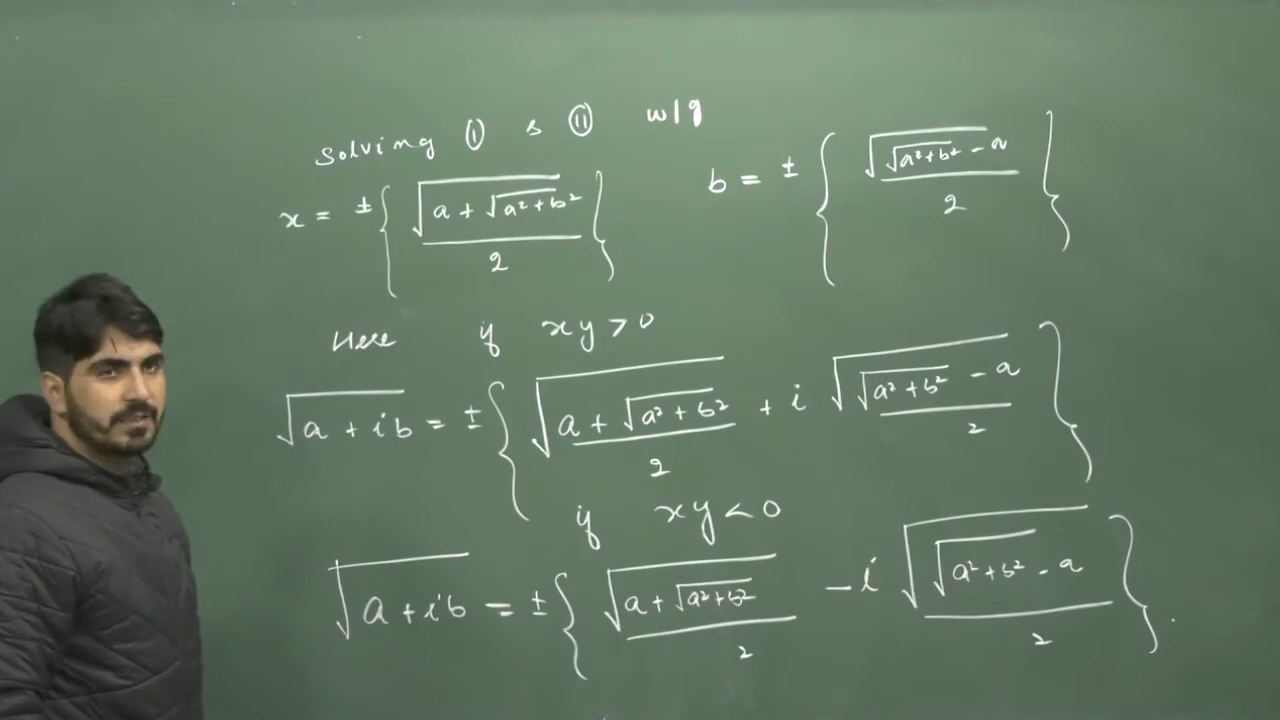 Solving Ⓘ & Ⓘⓘ w/g
x = ± { √(a + √(a² + b²)) / 2 } b = ± { √(√(a² + b²) - a) / 2 }
Here if xy > 0
√(a + ib) = ± { √((a + √(a² + b²)) / 2) + i √((√(a² + b²) - a) / 2) }
if xy < 0
√(a + ib) = ± { √(a + √(a² + b²)) / 2 - i √(√(a² + b²) - a) / 2 }.